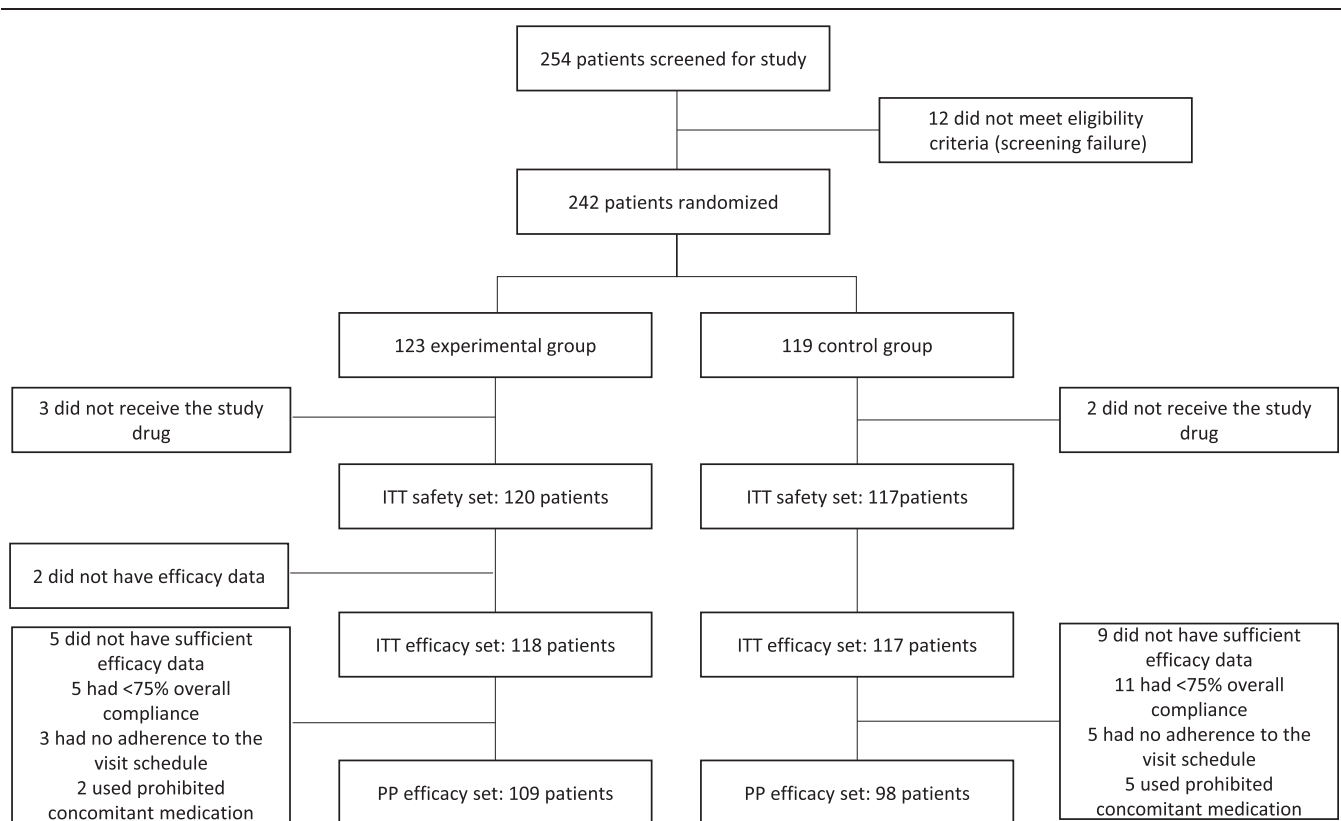 254 patients screened for study
12 did not meet eligibility
criteria (screening failure)
242 patients randomized
123 experimental group
119 control group
3 did not receive the study
drug
2 did not receive the study
drug
ITT safety set: 120 patients
ITT safety set: 117patients
2 did not have efficacy data
ITT efficacy set: 118 patients
ITT efficacy set: 117 patients
5 did not have sufficient
efficacy data
5 had <75% overall
compliance
3 had no adherence to the
visit schedule
2 used prohibited
concomitant medication
9 did not have sufficient
efficacy data
11 had <75% overall
compliance
5 had no adherence to the
visit schedule
5 used prohibited
concomitant medication
PP efficacy set: 109 patients
PP efficacy set: 98 patients